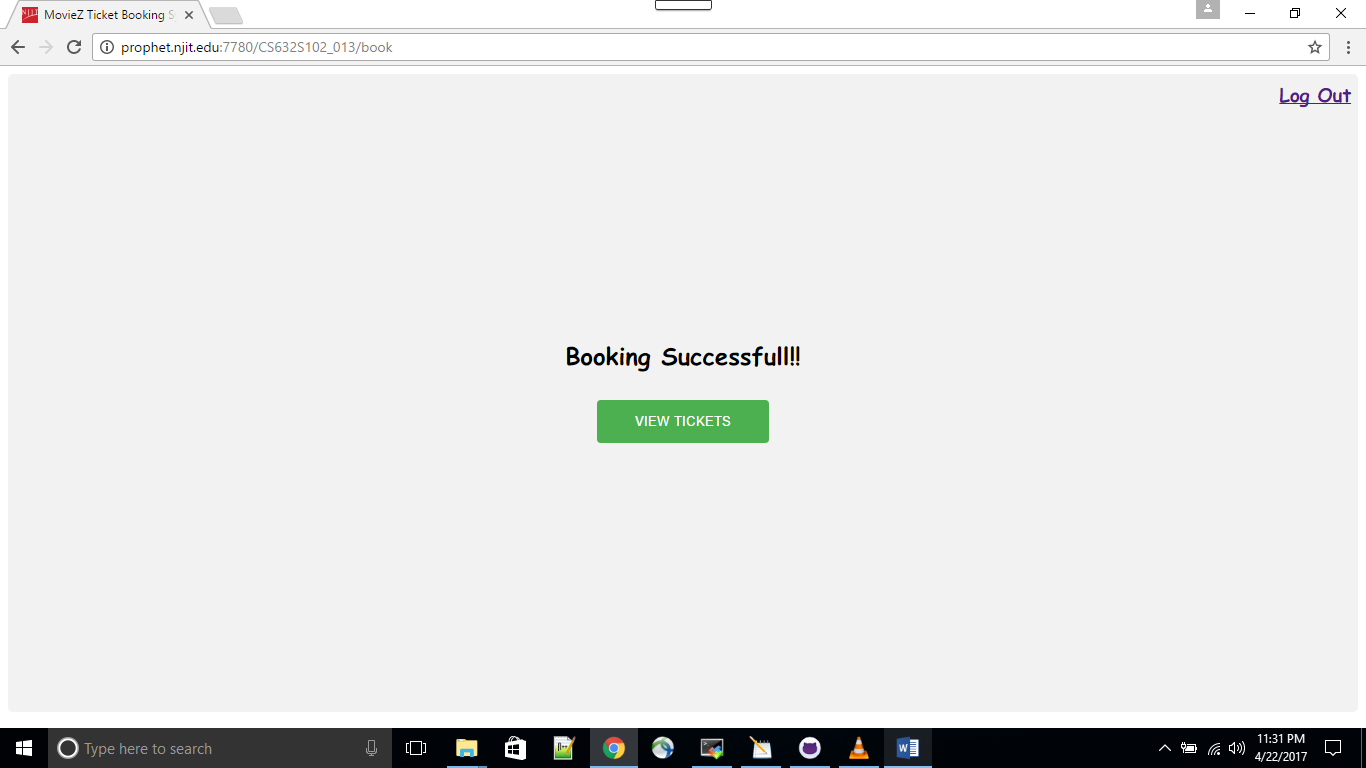 MovieZ Ticket Booking S
prophet.njit.edu:7780/CS632S102_013/book
Log Out
Booking Successfull!!
VIEW TICKETS
Type here to search
11:31 PM
4/22/2017